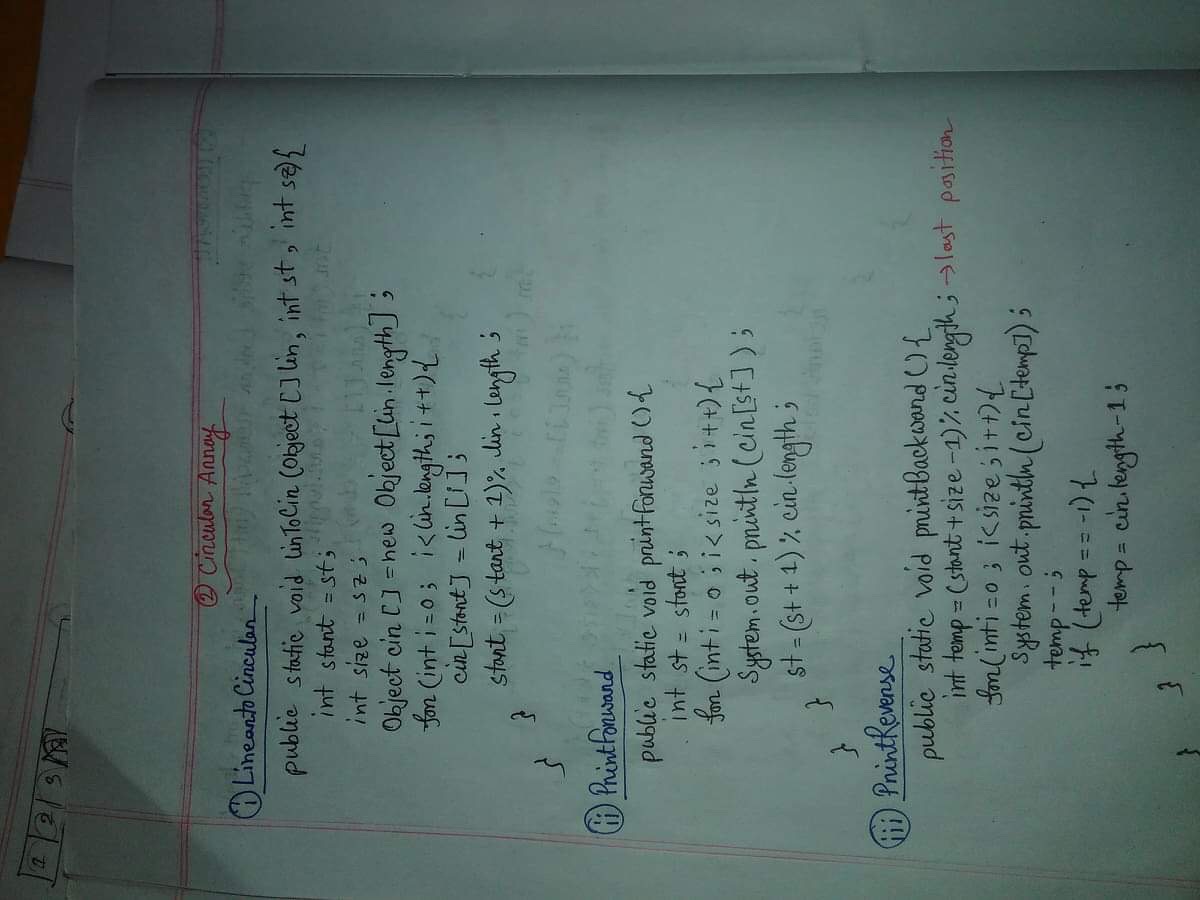 ② Circular Array
i) Linear to Circular
public static void linToCir (Object [] lin, int st, int sz){
int start = st;
int size = sz;
Object cir [] = new Object [lin.length];
for (int i = 0; i < lin.length; i++){
cir [start] = lin [i];
start = (start + 1) % lin.length;
}
}
ii) PrintForward
public static void printForward () {
int st = start;
for (int i = 0; i < size; i++) {
System.out.println (cir [st]);
st = (st + 1) % cir.length;
}
}
iii) PrintReverse
public static void printBackward () {
int temp = (start + size - 1) % cir.length; → last position
for (int i = 0; i < size; i++) {
System.out.println (cir [temp]);
temp--;
if (temp == -1) {
temp = cir.length - 1;
}
}
}